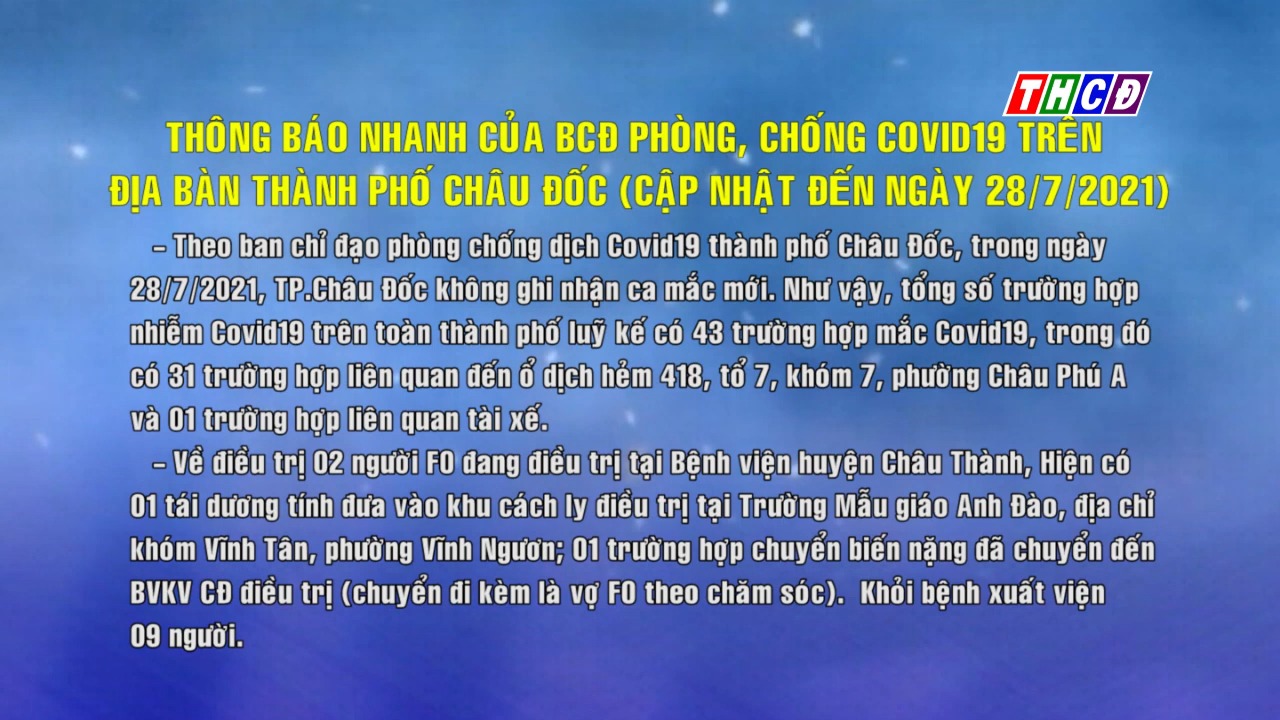 THCĐ
THÔNG BÁO NHANH CỦA BCĐ PHÒNG, CHỐNG COVID19 TRÊN
ĐỊA BÀN THÀNH PHỐ CHÂU ĐỐC (CẬP NHẬT ĐẾN NGÀY 28/7/2021)
– Theo ban chỉ đạo phòng chống dịch Covid19 thành phố Châu Đốc, trong ngày
28/7/2021, TP.Châu Đốc không ghi nhận ca mắc mới. Như vậy, tổng số trường hợp
nhiễm Covid19 trên toàn thành phố luỹ kế có 43 trường hợp mắc Covid19, trong đó
có 31 trường hợp liên quan đến ổ dịch hẻm 418, tổ 7, khóm 7, phường Châu Phú A
và 01 trường hợp liên quan tài xế.
– Về điều trị 02 người F0 đang điều trị tại Bệnh viện huyện Châu Thành, Hiện có
01 tái dương tính đưa vào khu cách ly điều trị tại Trường Mẫu giáo Anh Đào, địa chỉ
khóm Vĩnh Tân, phường Vĩnh Ngươn; 01 trường hợp chuyển biến nặng đã chuyển đến
BVKV CĐ điều trị (chuyển đi kèm là vợ F0 theo chăm sóc).  Khỏi bệnh xuất viện
09 người.